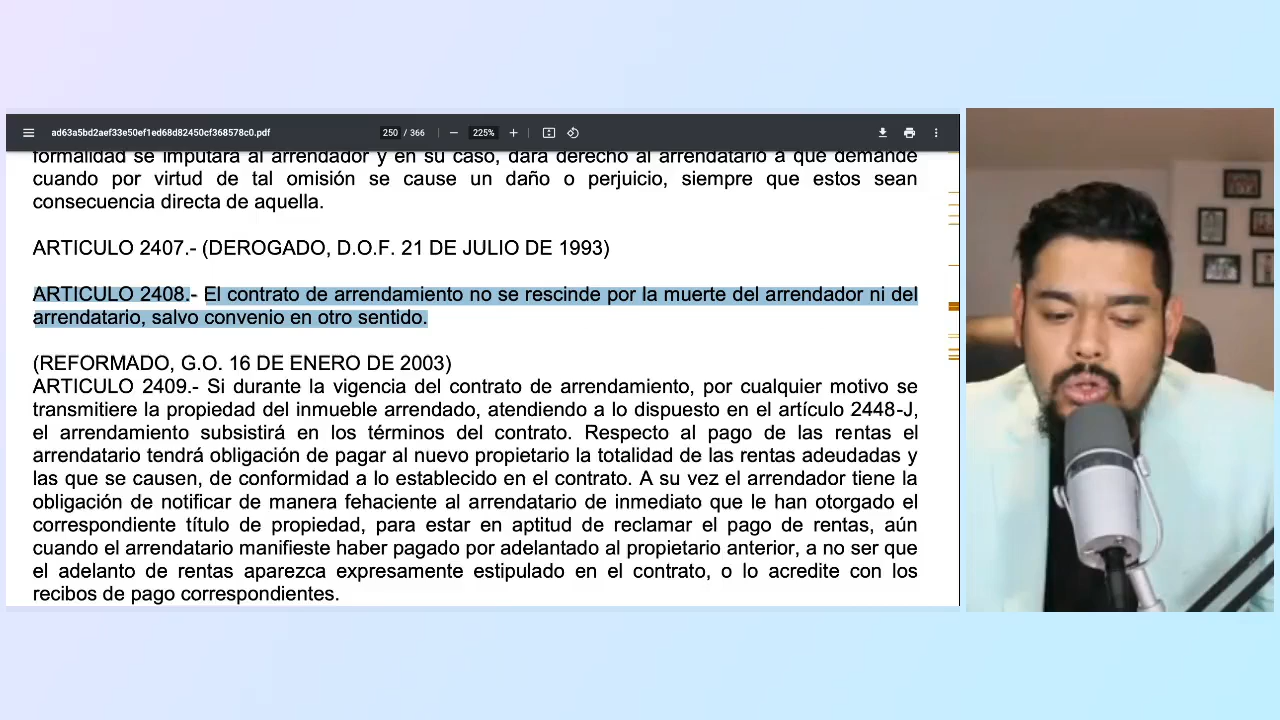 ad63a5bd2aef33e50ef1ed68d82450cf368578c0.pdf
250 / 366
225%
formalidad se imputará al arrendador y en su caso, dará derecho al arrendatario a que demande
cuando por virtud de tal omisión se cause un daño o perjuicio, siempre que estos sean
consecuencia directa de aquella.
ARTICULO 2407.- (DEROGADO, D.O.F. 21 DE JULIO DE 1993)
ARTICULO 2408.- El contrato de arrendamiento no se rescinde por la muerte del arrendador ni del
arrendatario, salvo convenio en otro sentido.
(REFORMADO, G.O. 16 DE ENERO DE 2003)
ARTICULO 2409.- Si durante la vigencia del contrato de arrendamiento, por cualquier motivo se
transmitiere la propiedad del inmueble arrendado, atendiendo a lo dispuesto en el artículo 2448-J,
el arrendamiento subsistirá en los términos del contrato. Respecto al pago de las rentas el
arrendatario tendrá obligación de pagar al nuevo propietario la totalidad de las rentas adeudadas y
las que se causen, de conformidad a lo establecido en el contrato. A su vez el arrendador tiene la
obligación de notificar de manera fehaciente al arrendatario de inmediato que le han otorgado el
correspondiente título de propiedad, para estar en aptitud de reclamar el pago de rentas, aún
cuando el arrendatario manifieste haber pagado por adelantado al propietario anterior, a no ser que
el adelanto de rentas aparezca expresamente estipulado en el contrato, o lo acredite con los
recibos de pago correspondientes.